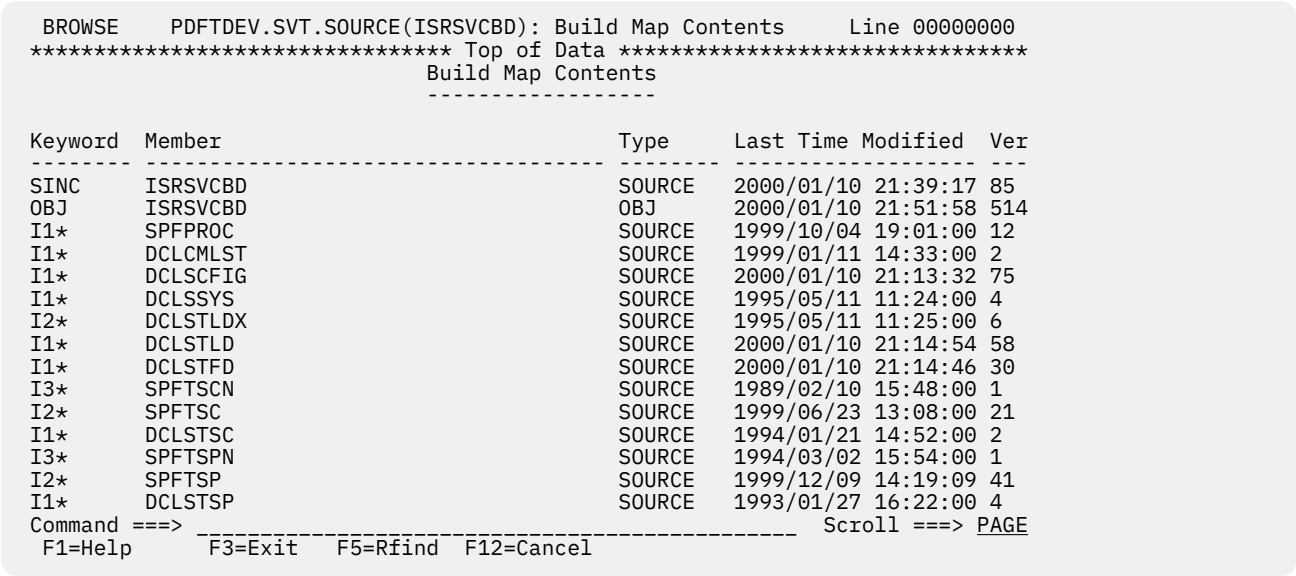 BROWSE    PDFTDEV.SVT.SOURCE(ISRSVCBD): Build Map Contents     Line 00000000
********************************* Top of Data ********************************
Build Map Contents
------------------
Keyword  Member                               Type     Last Time Modified  Ver
-------- ------------------------------------ -------- ------------------- ---
SINC     ISRSVCBD                             SOURCE   2000/01/10 21:39:17 85
OBJ      ISRSVCBD                             OBJ      2000/01/10 21:51:58 514
I1*      SPFPROC                              SOURCE   1999/10/04 19:01:00 12
I1*      DCLCMLST                             SOURCE   1999/01/11 14:33:00 2
I1*      DCLSCFIG                             SOURCE   2000/01/10 21:13:32 75
I1*      DCLSSYS                              SOURCE   1995/05/11 11:24:00 4
I2*      DCLSTLDX                             SOURCE   1995/05/11 11:25:00 6
I1*      DCLSTLD                              SOURCE   2000/01/10 21:14:54 58
I1*      DCLSTFD                              SOURCE   2000/01/10 21:14:46 30
I3*      SPFTSCN                              SOURCE   1989/02/10 15:48:00 1
I2*      SPFTSC                               SOURCE   1999/06/23 13:08:00 21
I1*      DCLSTSC                              SOURCE   1994/01/21 14:52:00 2
I3*      SPFTSPN                              SOURCE   1994/03/02 15:54:00 1
I2*      SPFTSP                               SOURCE   1999/12/09 14:19:09 41
I1*      DCLSTSP                              SOURCE   1993/01/27 16:22:00 4
Command ===> _______________________________________________  Scroll ===> PAGE
F1=Help      F3=Exit   F5=Rfind  F12=Cancel